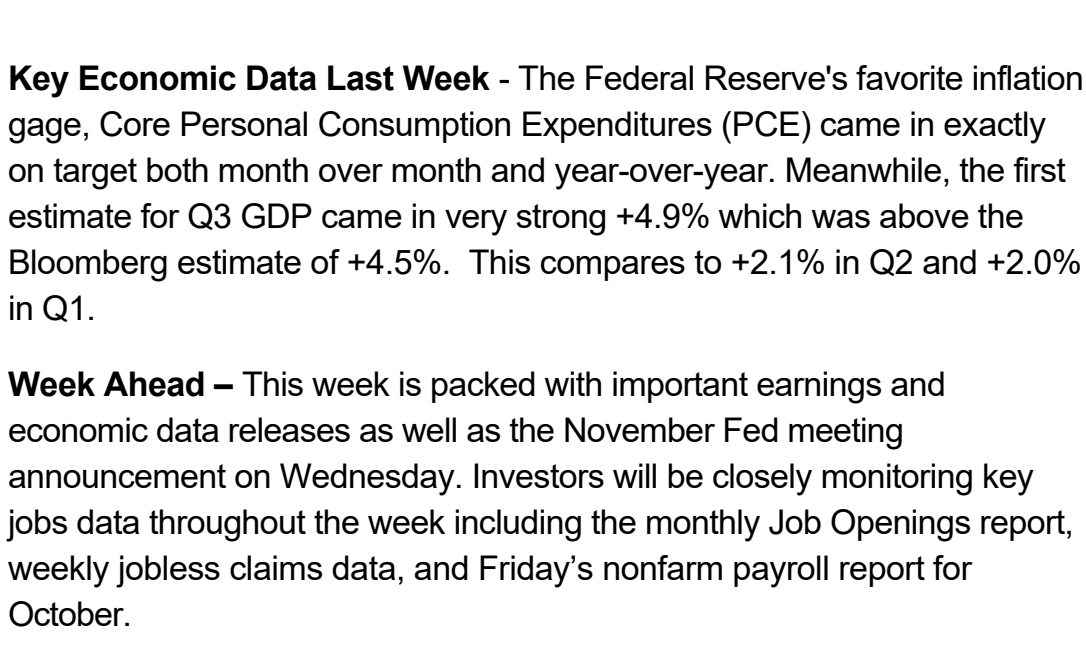 Key Economic Data Last Week - The Federal Reserve's favorite inflation
gage, Core Personal Consumption Expenditures (PCE) came in exactly
on target both month over month and year-over-year. Meanwhile, the first
estimate for Q3 GDP came in very strong +4.9% which was above the
Bloomberg estimate of +4.5%.  This compares to +2.1% in Q2 and +2.0%
in Q1.
Week Ahead – This week is packed with important earnings and
economic data releases as well as the November Fed meeting
announcement on Wednesday. Investors will be closely monitoring key
jobs data throughout the week including the monthly Job Openings report,
weekly jobless claims data, and Friday’s nonfarm payroll report for
October.